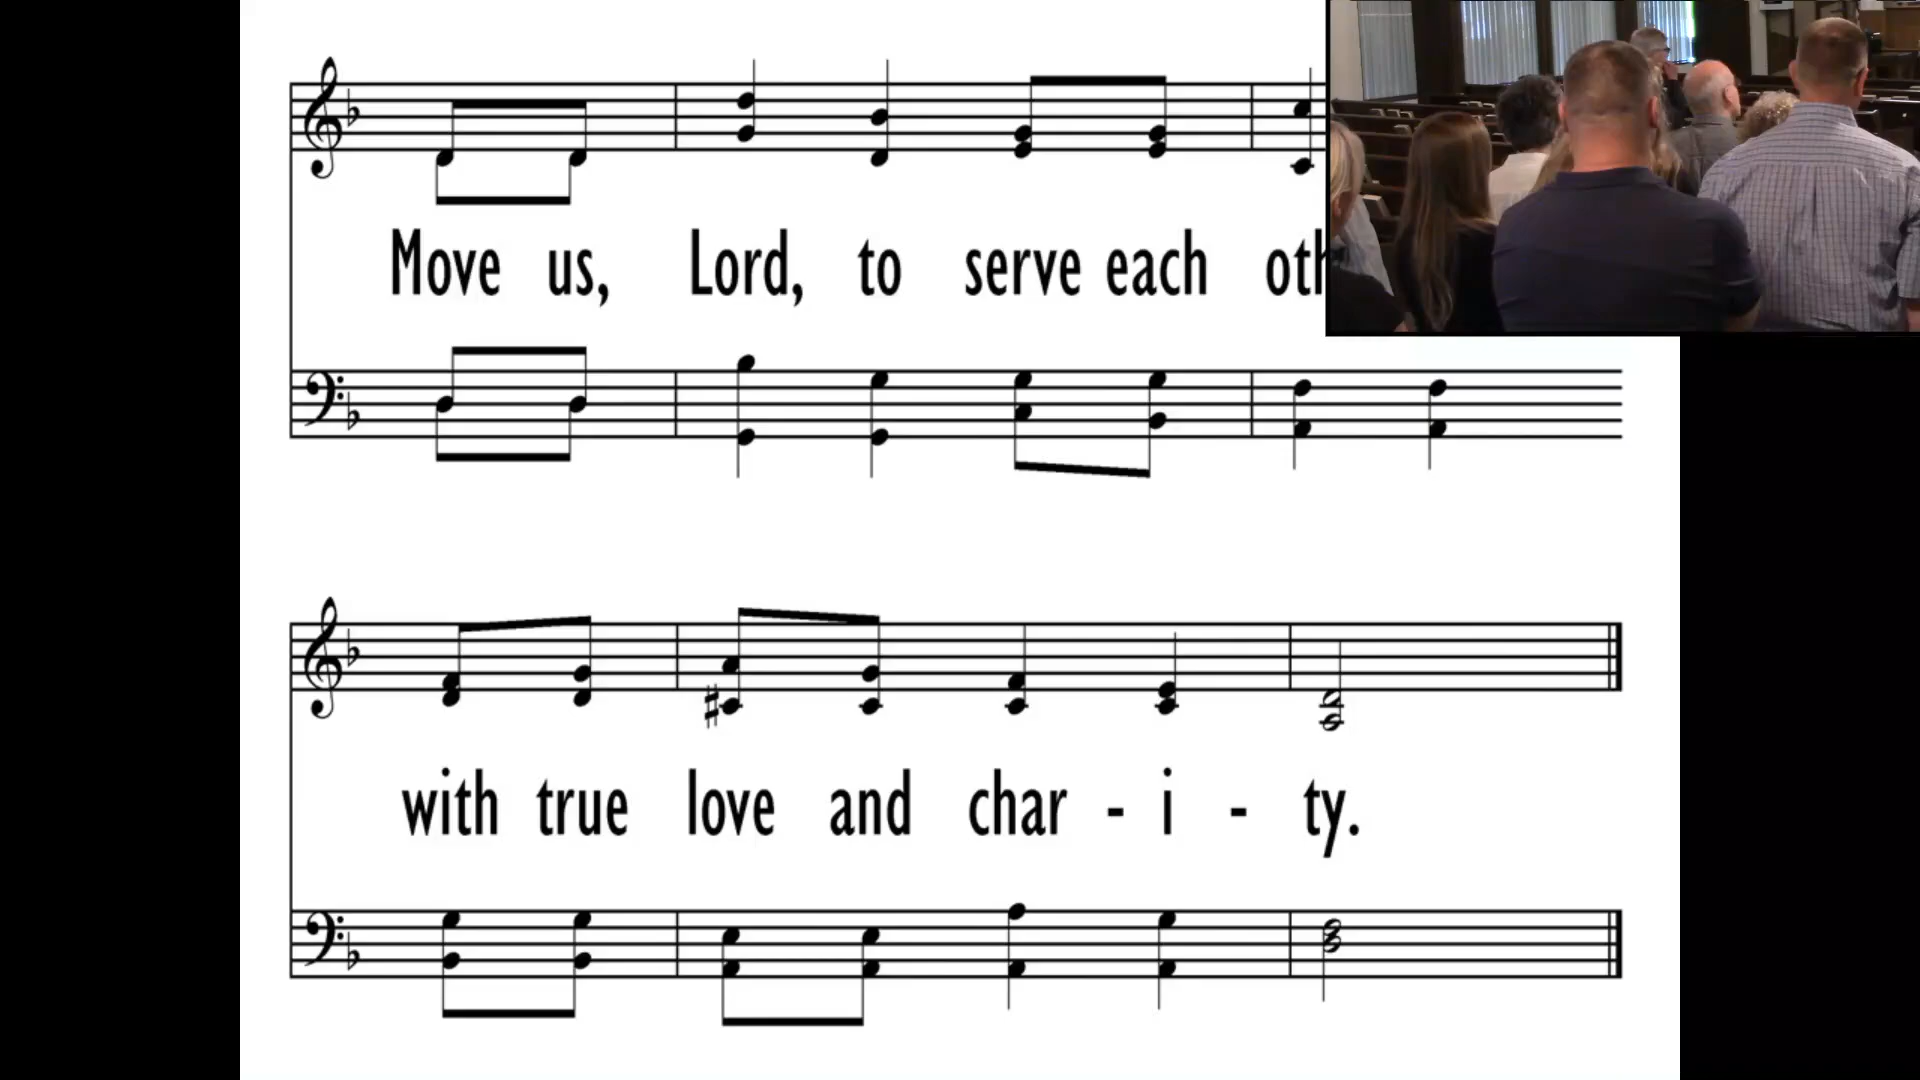 Move us, Lord, to serve each oth
with true love and char - i - ty.